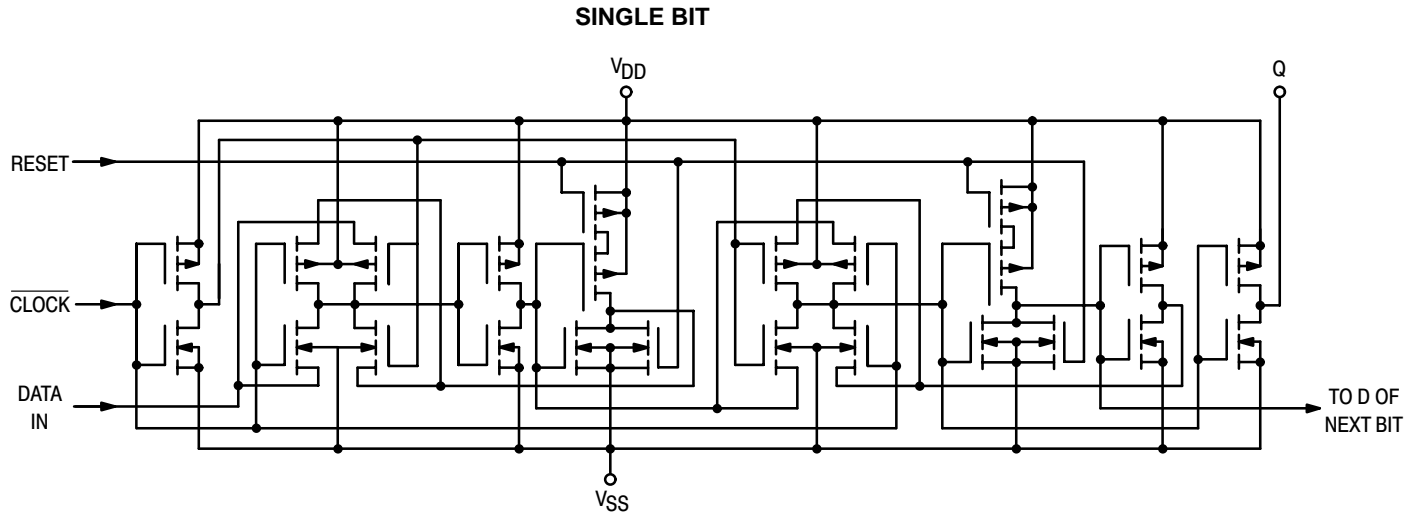 SINGLE BIT
VDD
Q
RESET
CLOCK
DATA
IN
TO D OF
NEXT BIT
VSS